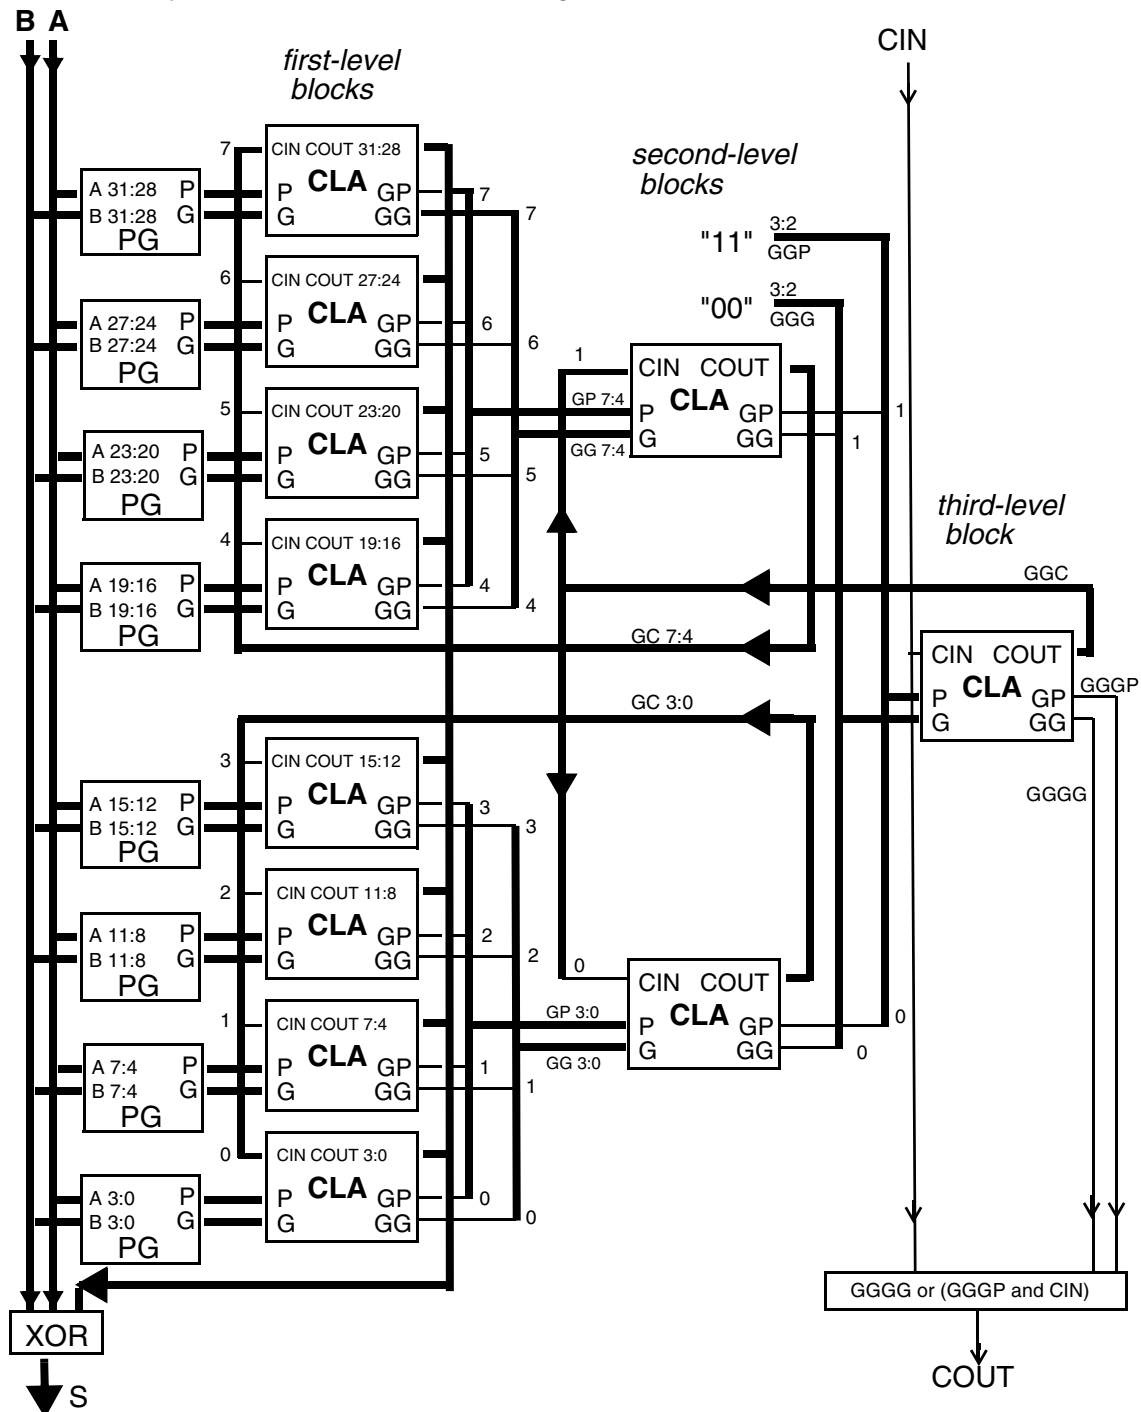 B A
CIN
first-level
blocks
second-level
blocks
7
CIN COUT 31:28
CLA
P GP
G GG
7
7
A 31:28 P
B 31:28 G
PG
"11"
3:2
GGP
6
CIN COUT 27:24
CLA
P GP
G GG
6
6
A 27:24 P
B 27:24 G
PG
"00"
3:2
GGG
1
CIN COUT
CLA
P GP
G GG
GP 7:4
GG 7:4
1
1
5
CIN COUT 23:20
CLA
P GP
G GG
5
5
A 23:20 P
B 23:20 G
PG
third-level
block
4
CIN COUT 19:16
CLA
P GP
G GG
4
4
A 19:16 P
B 19:16 G
PG
GGC
GC 7:4
CIN COUT
CLA
P GP
G GG
GGGP
GGGG
GC 3:0
3
CIN COUT 15:12
CLA
P GP
G GG
3
3
A 15:12 P
B 15:12 G
PG
2
CIN COUT 11:8
CLA
P GP
G GG
2
2
A 11:8 P
B 11:8 G
PG
0
CIN COUT
CLA
P GP
G GG
GP 3:0
GG 3:0
0
0
1
CIN COUT 7:4
CLA
P GP
G GG
1
1
A 7:4 P
B 7:4 G
PG
0
CIN COUT 3:0
CLA
P GP
G GG
0
0
A 3:0 P
B 3:0 G
PG
GGGG or (GGGP and CIN)
XOR
COUT
S